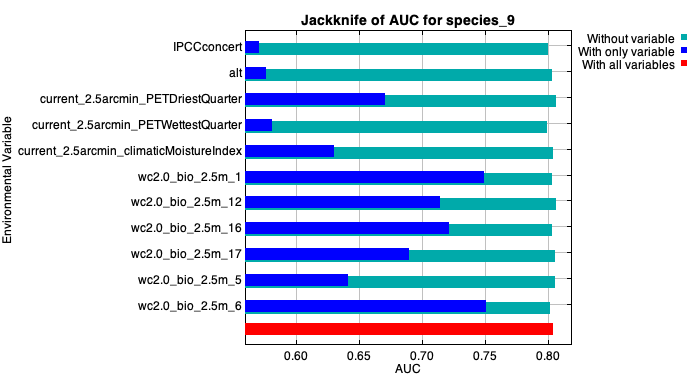 Jackknife of AUC for species_9
Without variable
With only variable
With all variables
Environmental Variable
IPCCconcert
alt
current_2.5arcmin_PETDriestQuarter
current_2.5arcmin_PETWettestQuarter
current_2.5arcmin_climaticMoistureIndex
wc2.0_bio_2.5m_1
wc2.0_bio_2.5m_12
wc2.0_bio_2.5m_16
wc2.0_bio_2.5m_17
wc2.0_bio_2.5m_5
wc2.0_bio_2.5m_6
0.60 0.65 0.70 0.75 0.80
AUC